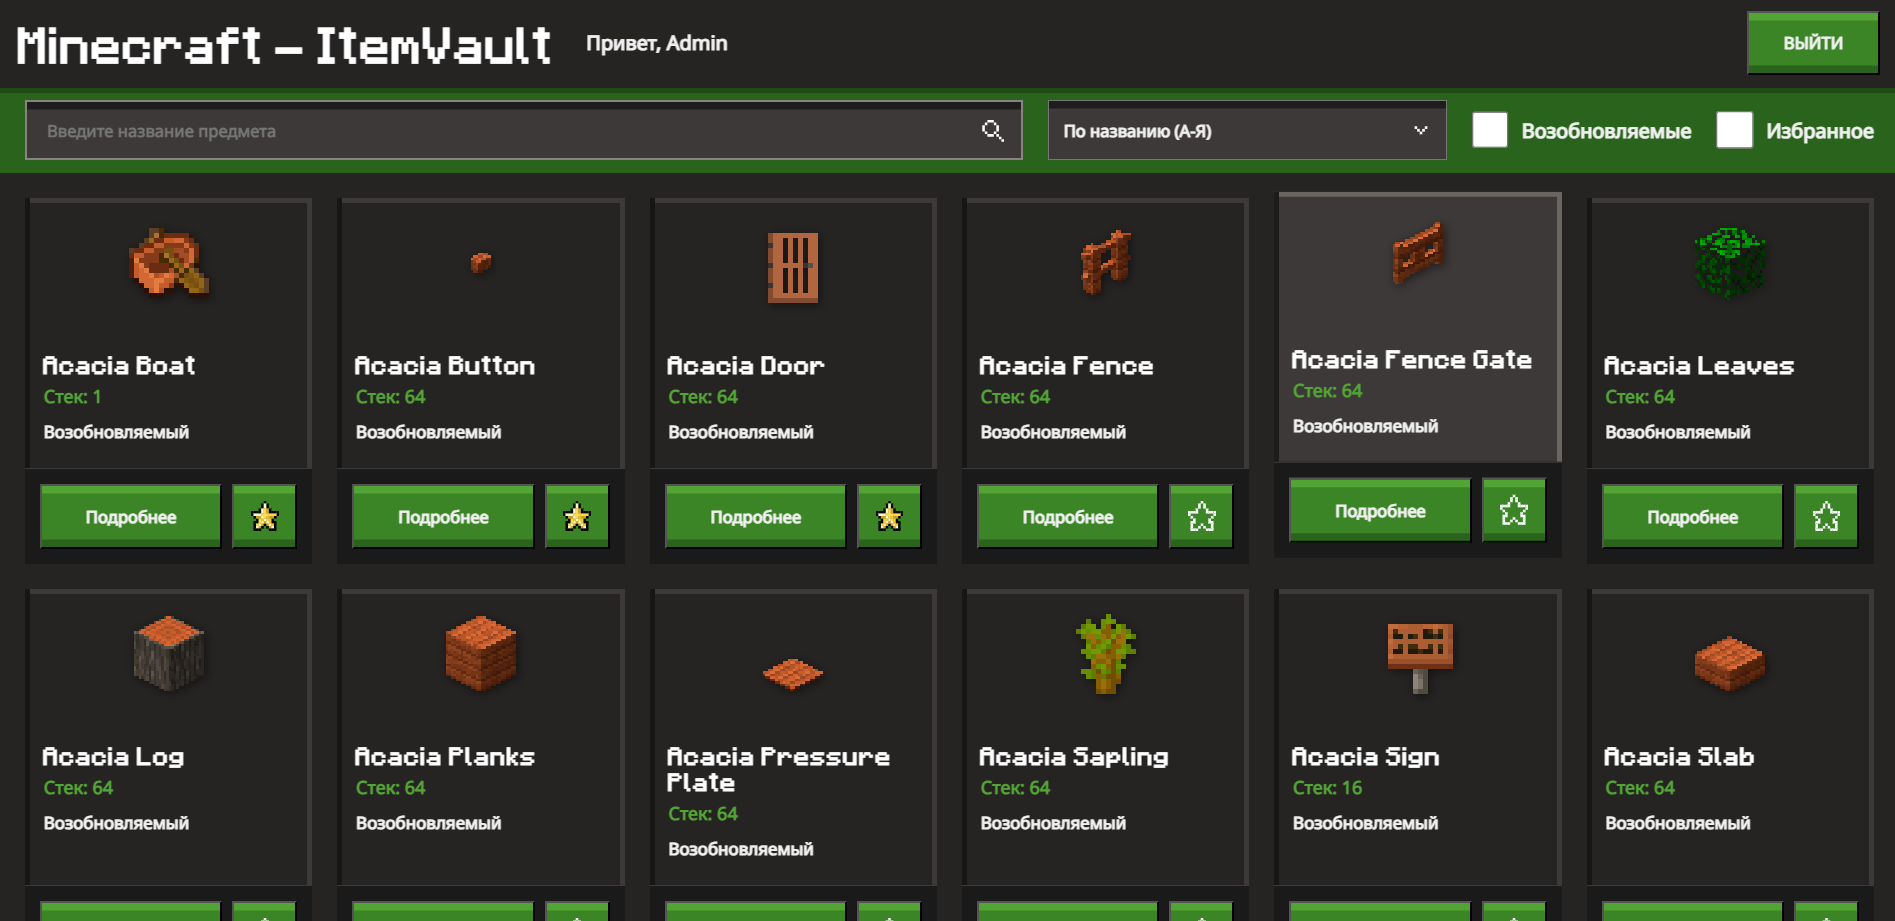 Minecraft – ItemVault
Привет, Admin
ВЫЙТИ
Введите название предмета
По названию (А-Я)
Возобновляемые
Избранное
Acacia Boat
Стек: 1
Возобновляемый
Подробнее
Acacia Button
Стек: 64
Возобновляемый
Подробнее
Acacia Door
Стек: 64
Возобновляемый
Подробнее
Acacia Fence
Стек: 64
Возобновляемый
Подробнее
Acacia Fence Gate
Стек: 64
Возобновляемый
Подробнее
Acacia Leaves
Стек: 64
Возобновляемый
Подробнее
Acacia Log
Стек: 64
Возобновляемый
Acacia Planks
Стек: 64
Возобновляемый
Acacia Pressure
Plate
Стек: 64
Возобновляемый
Acacia Sapling
Стек: 64
Возобновляемый
Acacia Sign
Стек: 16
Возобновляемый
Acacia Slab
Стек: 64
Возобновляемый